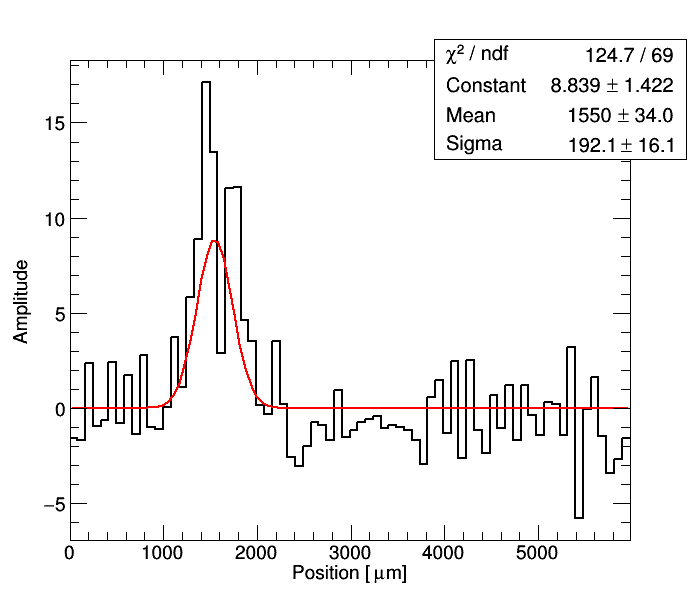 χ² / ndf 124.7 / 69
Constant 8.839 ± 1.422
Mean 1550 ± 34.0
Sigma 192.1 ± 16.1
15
10
5
0
−5
Amplitude
0 1000 2000 3000 4000 5000
Position [ μm]